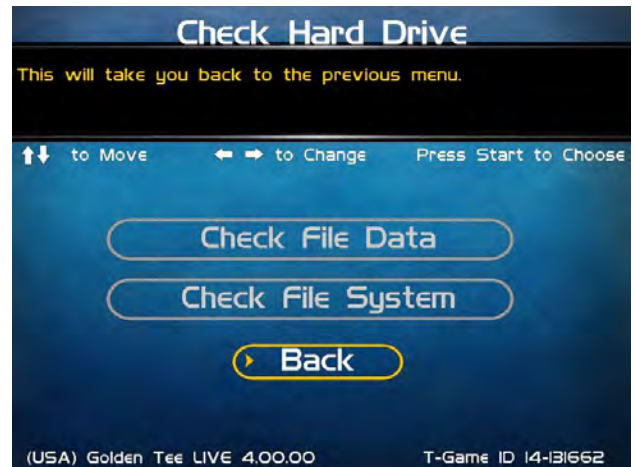 Check Hard Drive
This will take you back to the previous menu.
to Move to Change Press Start to Choose
Check File Data
Check File System
Back
(USA) Golden Tee LIVE 4.00.00 T-Game ID 14-131662